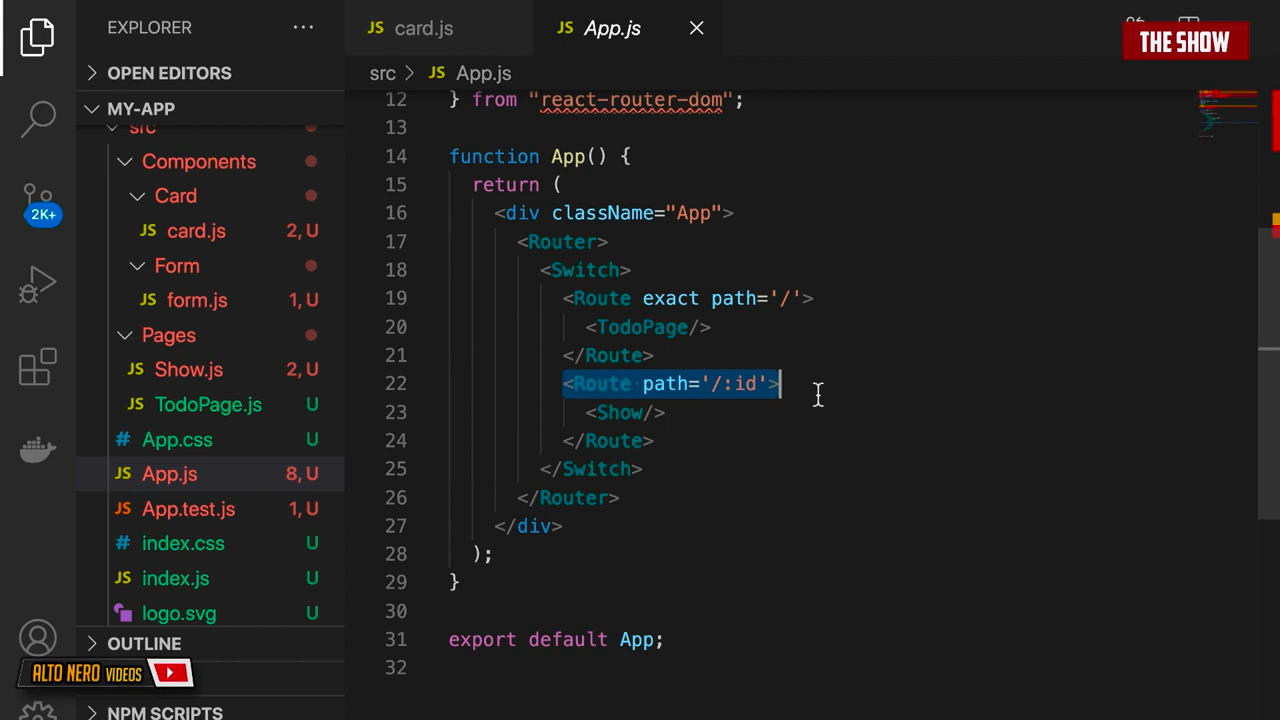 EXPLORER
OPEN EDITORS
MY-APP
src
Components
Card
JS card.js 2, U
Form
JS form.js 1, U
Pages
JS Show.js 2, U
JS TodoPage.js U
# App.css U
JS App.js 8, U
JS App.test.js 1, U
# index.css U
JS index.js U
logo.svg U
OUTLINE
NPM SCRIPTS
2K+
ALTO NERO VIDEOS
JS card.js
JS App.js
THE SHOW
src > JS App.js
12 } from "react-router-dom";
13
14 function App() {
15 return (
16 <div className="App">
17 <Router>
18 <Switch>
19 <Route exact path='/'>
20 <TodoPage/>
21 </Route>
22 <Route path='/:id'>
23 <Show/>
24 </Route>
25 </Switch>
26 </Router>
27 </div>
28 );
29 }
30
31 export default App;
32